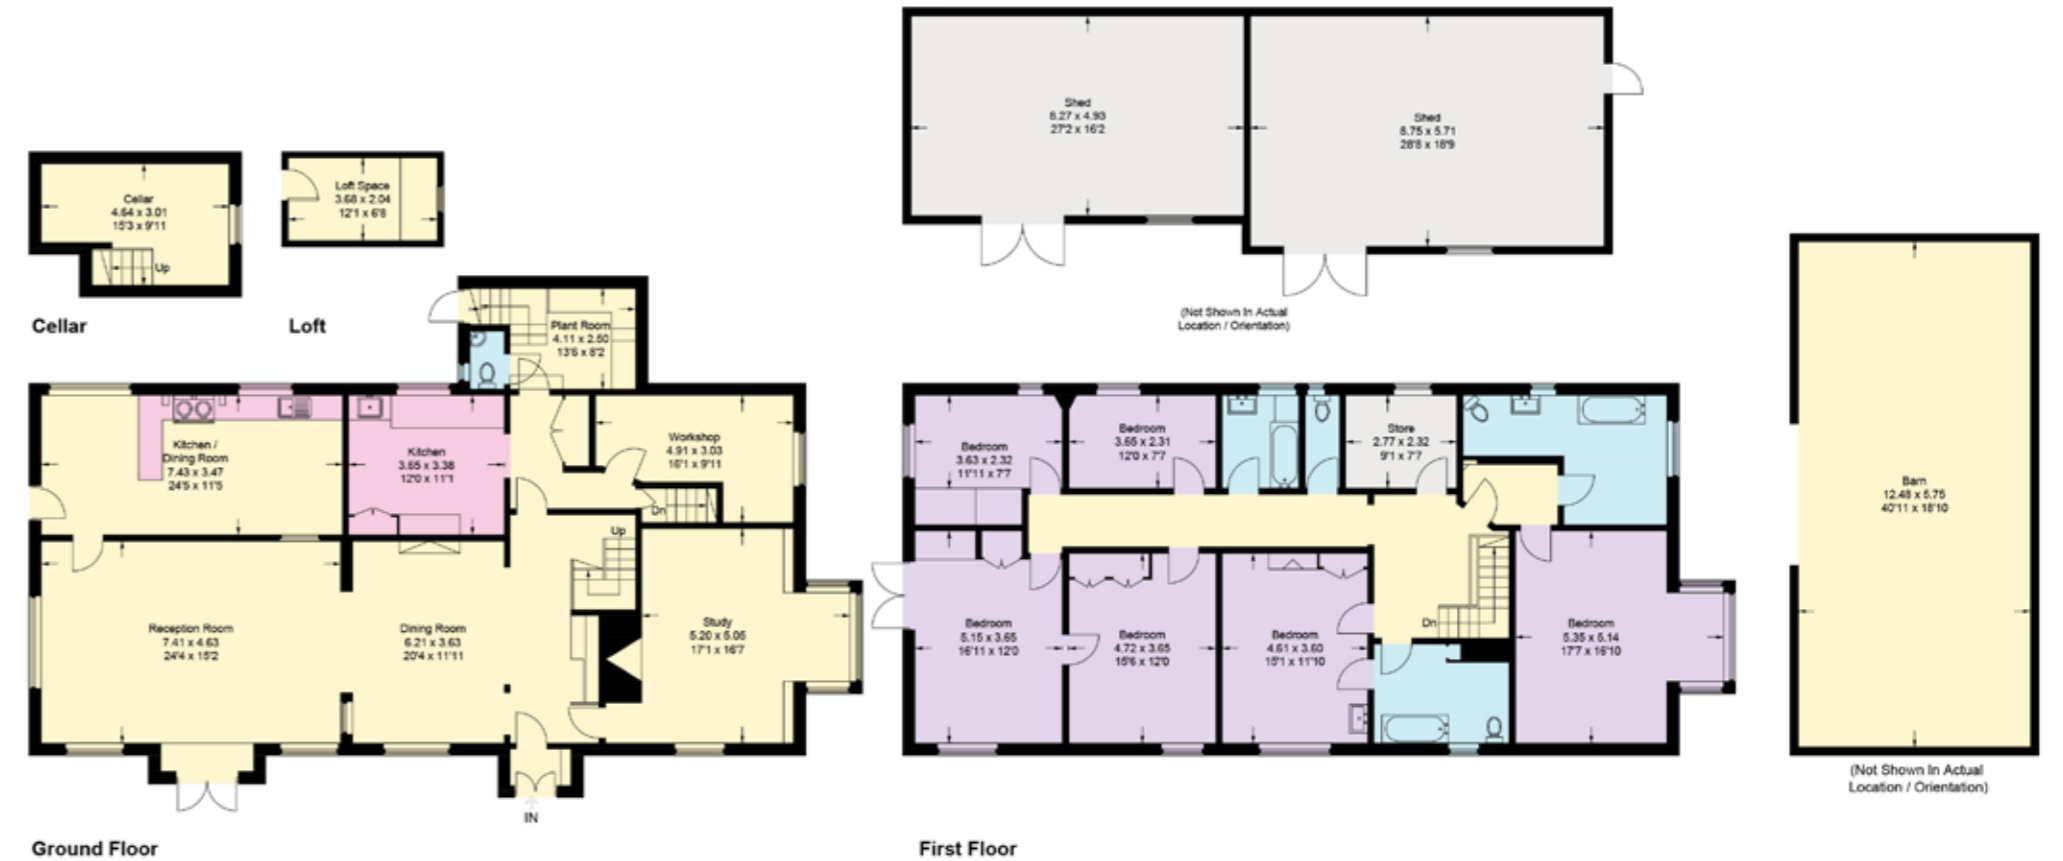 Shed
8.27 x 4.93
27'2 x 16'2
Shed
8.75 x 5.71
28'8 x 18'9
(Not Shown In Actual
Location / Orientation)
Cellar
4.64 x 3.01
15'3 x 9'11
Up
Cellar
Loft Space
3.68 x 2.04
12'1 x 6'8
Loft
Plant Room
4.11 x 2.50
13'6 x 8'2
Kitchen /
Dining Room
7.43 x 3.47
24'5 x 11'5
Kitchen
3.65 x 3.38
12'0 x 11'1
Workshop
4.91 x 3.03
16'1 x 9'11
Dn
Up
Reception Room
7.41 x 4.63
24'4 x 15'2
Dining Room
6.21 x 3.63
20'4 x 11'11
Study
5.20 x 5.05
17'1 x 16'7
IN
Ground Floor
Bedroom
3.63 x 2.32
11'11 x 7'7
Bedroom
3.65 x 2.31
12'0 x 7'7
Store
2.77 x 2.32
9'1 x 7'7
Bedroom
5.15 x 3.65
16'11 x 12'0
Bedroom
4.72 x 3.65
15'6 x 12'0
Bedroom
4.61 x 3.60
15'1 x 11'10
Dn
Bedroom
5.35 x 5.14
17'7 x 16'10
First Floor
Barn
12.48 x 5.75
40'11 x 18'10
(Not Shown In Actual
Location / Orientation)